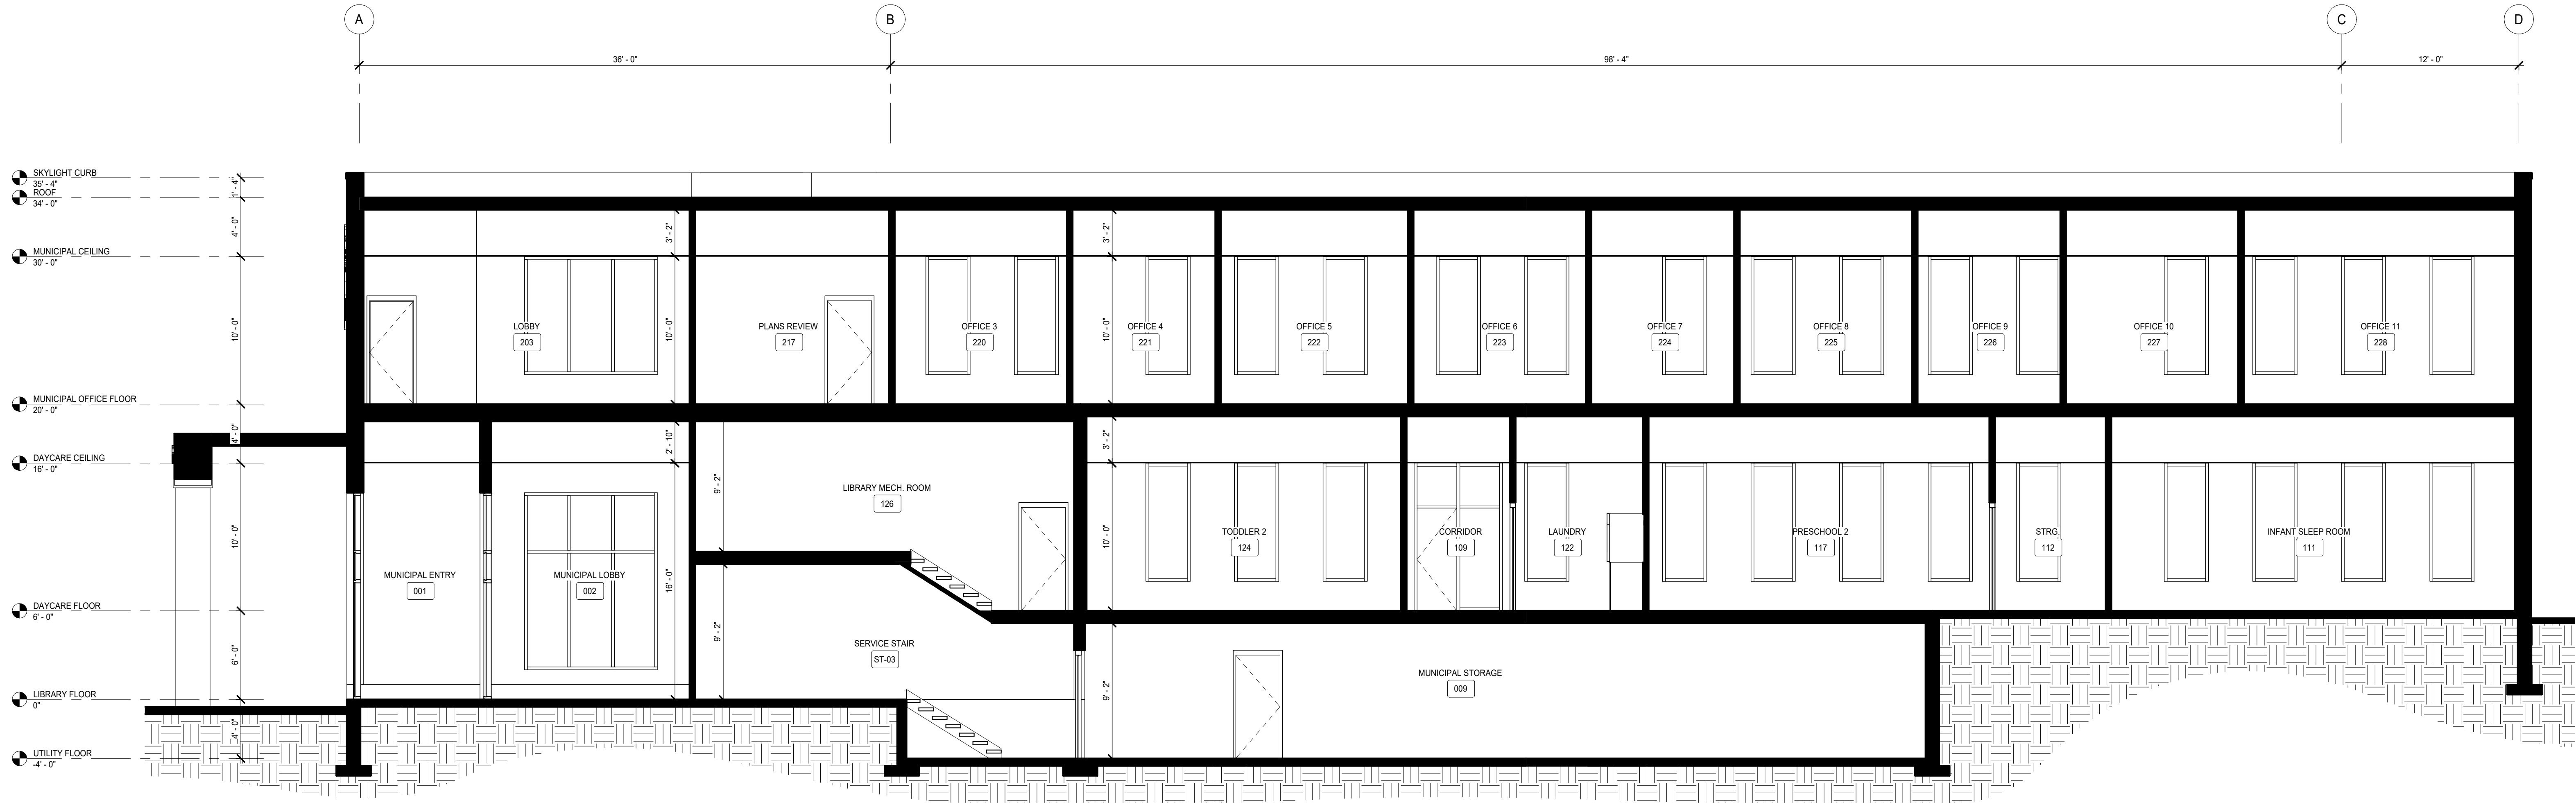 A
B
C
D
36' - 0"
98' - 4"
12' - 0"
SKYLIGHT CURB
35' - 4"
ROOF
34' - 0"
MUNICIPAL CEILING
30' - 0"
MUNICIPAL OFFICE FLOOR
20' - 0"
DAYCARE CEILING
16' - 0"
DAYCARE FLOOR
6' - 0"
LIBRARY FLOOR
0"
UTILITY FLOOR
-4' - 0"
1' - 4"
4' - 0"
10' - 0"
4' - 0"
10' - 0"
6' - 0"
4' - 0"
3' - 2"
3' - 2"
10' - 0"
10' - 0"
LOBBY
203
PLANS REVIEW
217
OFFICE 3
220
OFFICE 4
221
OFFICE 5
222
OFFICE 6
223
OFFICE 7
224
OFFICE 8
225
OFFICE 9
226
OFFICE 10
227
OFFICE 11
228
2' - 10"
16' - 0"
9' - 2"
3' - 2"
10' - 0"
MUNICIPAL ENTRY
001
MUNICIPAL LOBBY
002
LIBRARY MECH. ROOM
126
TODDLER 2
124
CORRIDOR
109
LAUNDRY
122
PRESCHOOL 2
117
STRG.
112
INFANT SLEEP ROOM
111
9' - 2"
SERVICE STAIR
ST-03
9' - 2"
MUNICIPAL STORAGE
009